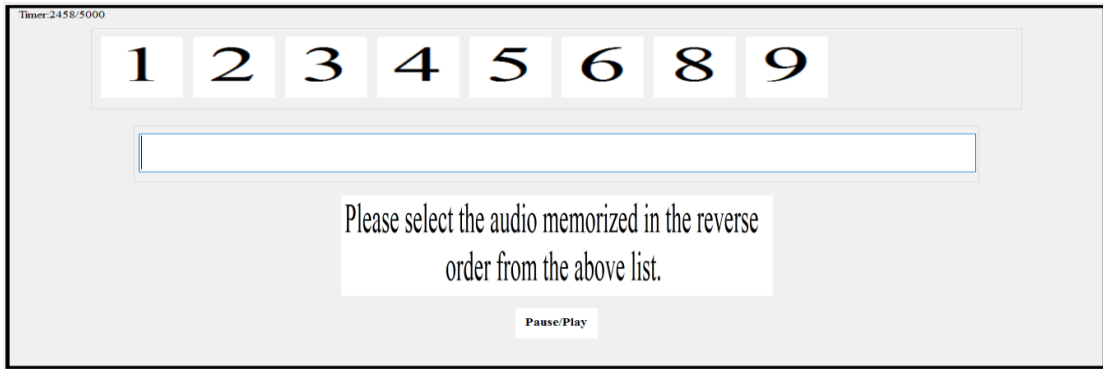 Timer:2458/5000
1 2 3 4 5 6 8 9
Please select the audio memorized in the reverse
order from the above list.
Pause/Play